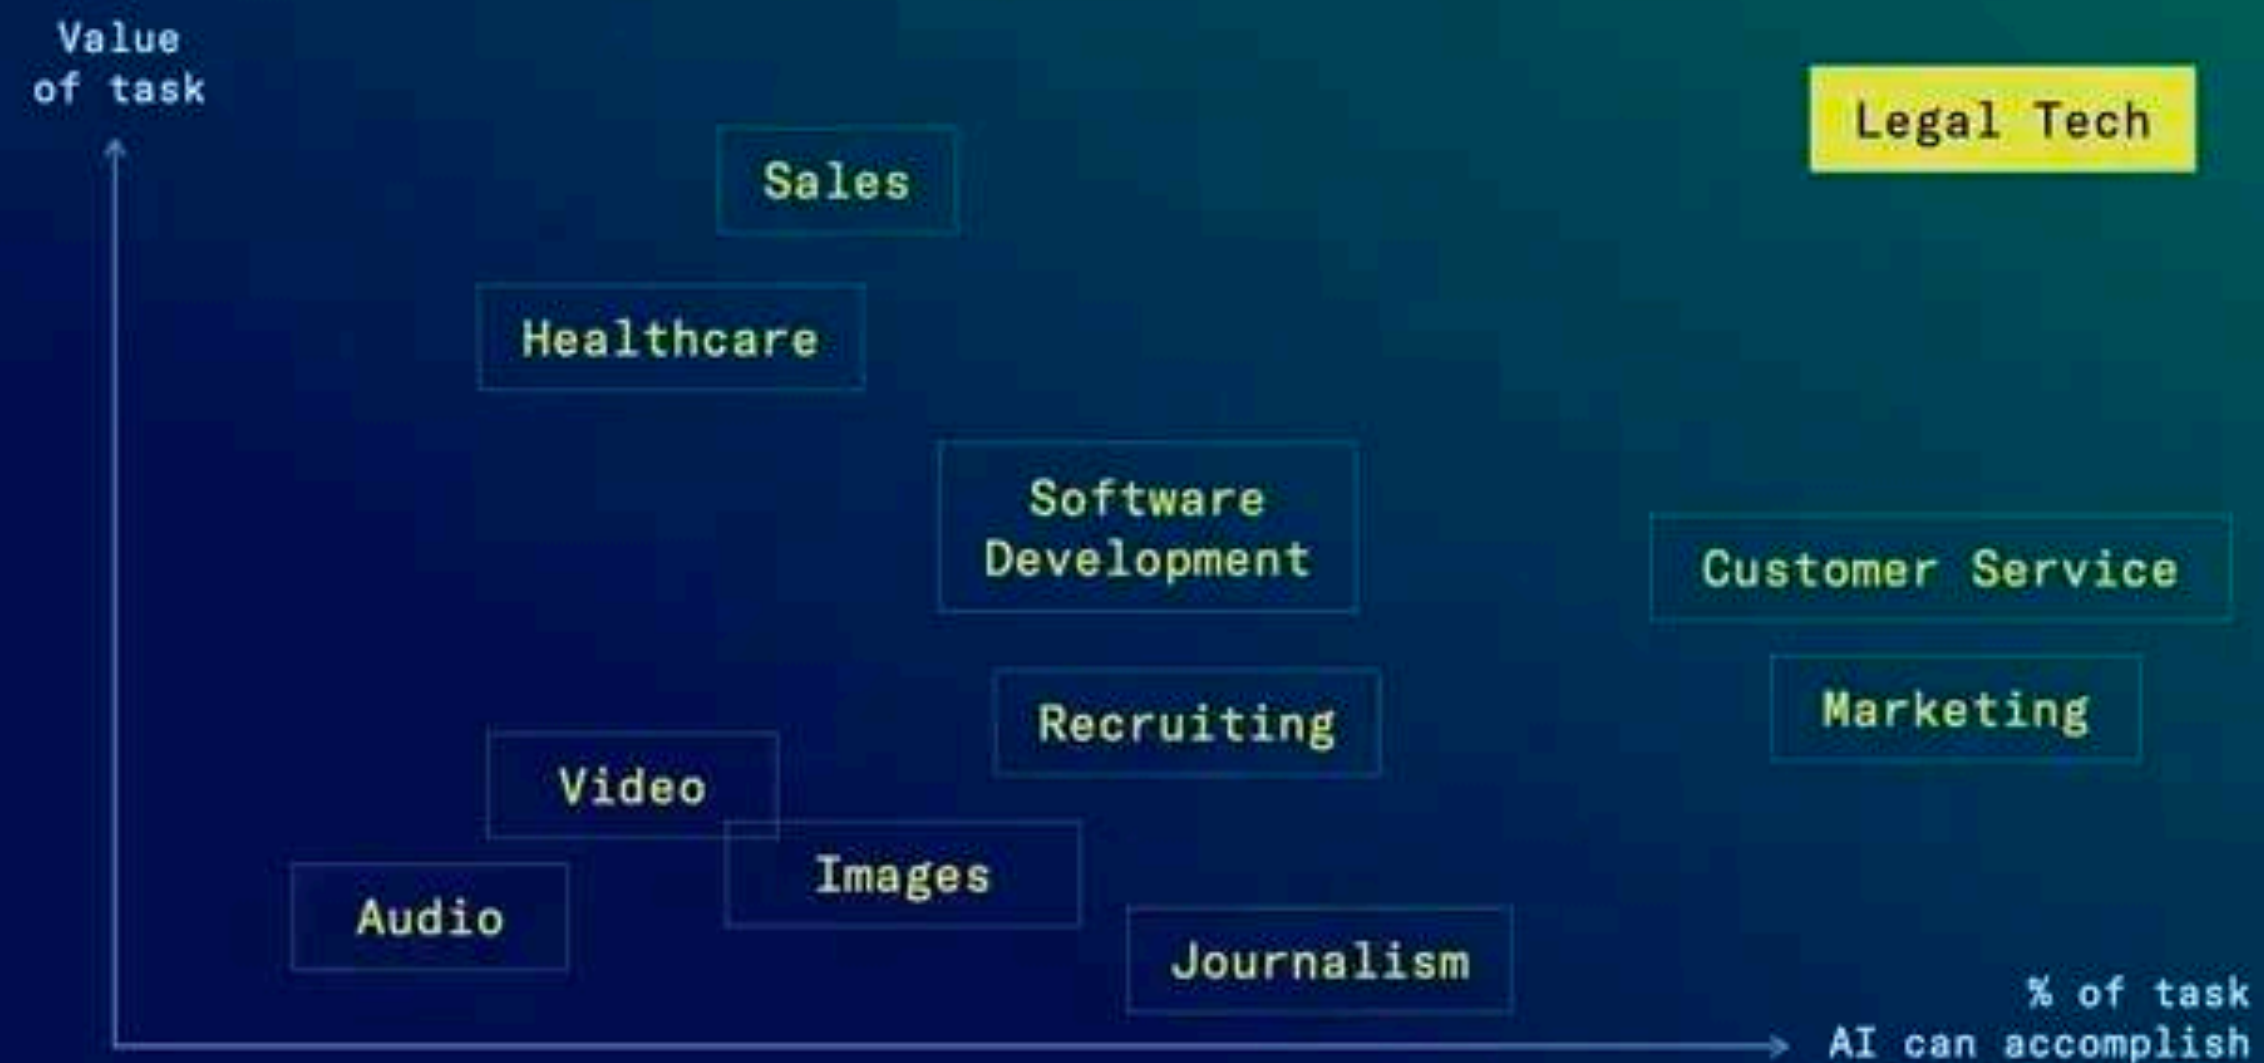 Value
of task
Legal Tech
Sales
Healthcare
Software
Development
Customer Service
Marketing
Recruiting
Video
Images
Audio
Journalism
% of task
AI can accomplish